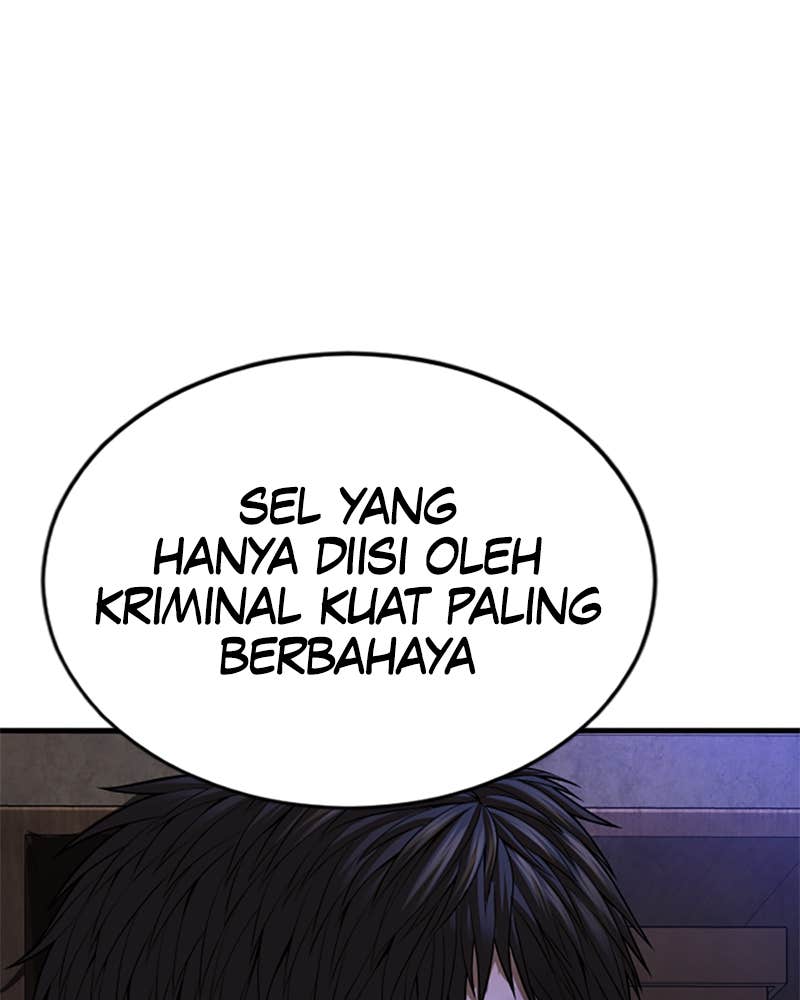 SEL YANG
HANYA DIISI OLEH
KRIMINAL KUAT PALING
BERBAHAYA